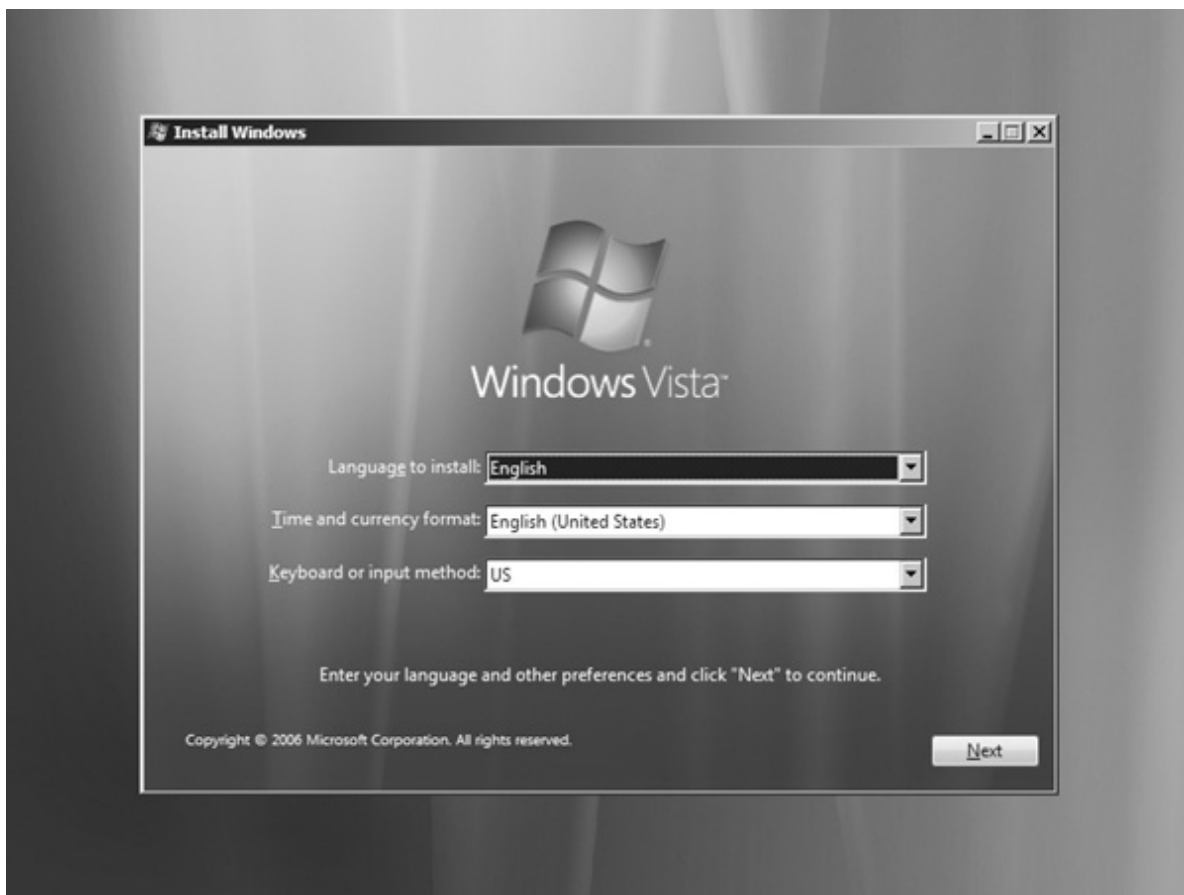 Install Windows
Windows Vista™
Language to install: English
Time and currency format: English (United States)
Keyboard or input method: US
Enter your language and other preferences and click "Next" to continue.
Copyright © 2006 Microsoft Corporation. All rights reserved.
Next